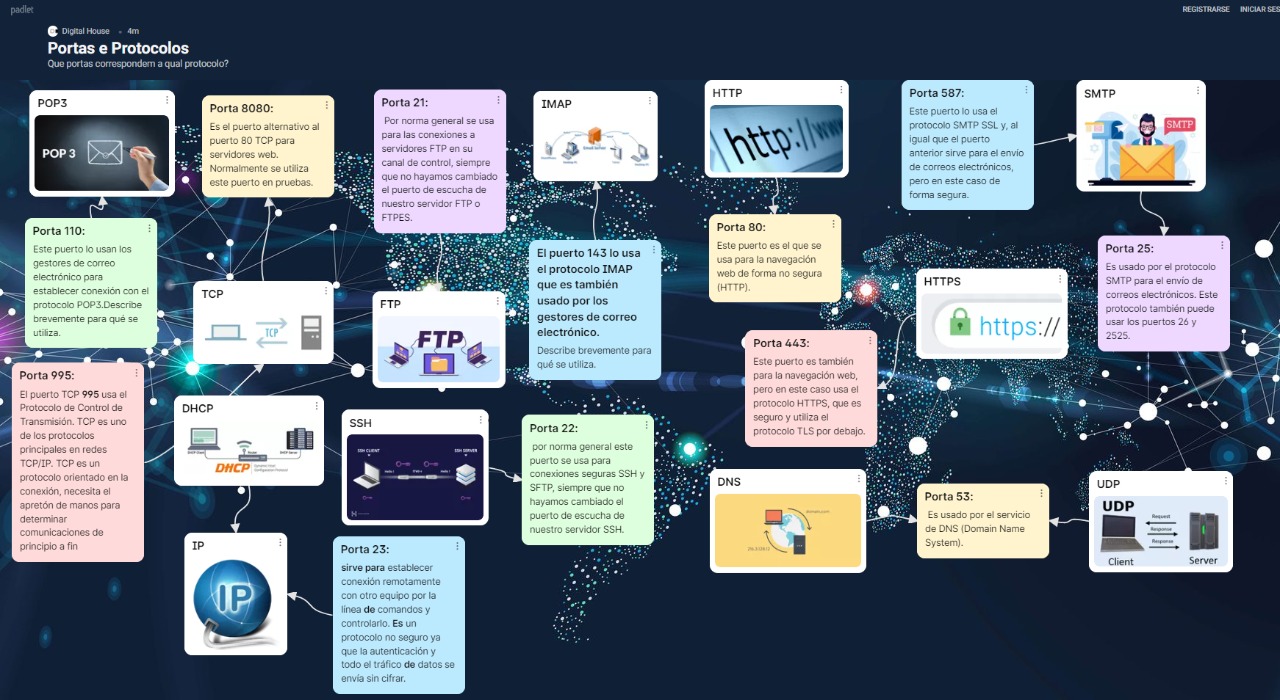 padlet
REGISTRARSE
INICIAR SES
Digital House
4m
Portas e Protocolos
Que portas correspondem a qual protocolo?
POP3
POP 3
Porta 8080:
Es el puerto alternativo al
puerto 80 TCP para
servidores web.
Normalmente se utiliza
este puerto en pruebas.
Porta 21:
Por norma general se usa
para las conexiones a
servidores FTP en su
canal de control, siempre
que no hayamos cambiado
el puerto de escucha de
nuestro servidor FTP o
FTPES.
IMAP
HTTP
http://www
Porta 587:
Este puerto lo usa el
protocolo SMTP SSL y, al
igual que el puerto
anterior sirve para el envío
de correos electrónicos,
pero en este caso de
forma segura.
SMTP
SMTP
Porta 110:
Este puerto lo usan los
gestores de correo
electrónico para
establecer conexión con el
protocolo POP3.Describe
brevemente para qué se
utiliza.
TCP
TCP
FTP
FTP
El puerto 143 lo usa
el protocolo IMAP
que es también
usado por los
gestores de correo
electrónico.
Describe brevemente para
qué se utiliza.
Porta 80:
Este puerto es el que se
usa para la navegación
web de forma no segura
(HTTP).
HTTPS
https://
Porta 25:
Es usado por el protocolo
SMTP para el envío de
correos electrónicos. Este
protocolo también puede
usar los puertos 26 y
2525.
Porta 995:
El puerto TCP 995 usa el
Protocolo de Control de
Transmisión. TCP es uno
de los protocolos
principales en redes
TCP/IP. TCP es un
protocolo orientado en la
conexión, necesita el
apretón de manos para
determinar
comunicaciones de
principio a fin
DHCP
DHCP
SSH
SSH CLIENT
SSH SERVER
Porta 22:
por norma general este
puerto se usa para
conexiones seguras SSH y
SFTP, siempre que no
hayamos cambiado el
puerto de escucha de
nuestro servidor SSH.
Porta 443:
Este puerto es también
para la navegación web,
pero en este caso usa el
protocolo HTTPS, que es
seguro y utiliza el
protocolo TLS por debajo.
DNS
domain.com
Porta 53:
Es usado por el servicio
de DNS (Domain Name
System).
UDP
UDP
Request
Response
Response
Client
Server
IP
IP
Porta 23:
sirve para establecer
conexión remotamente
con otro equipo por la
línea de comandos y
controlarlo. Es un
protocolo no seguro ya
que la autenticación y
todo el tráfico de datos se
envía sin cifrar.